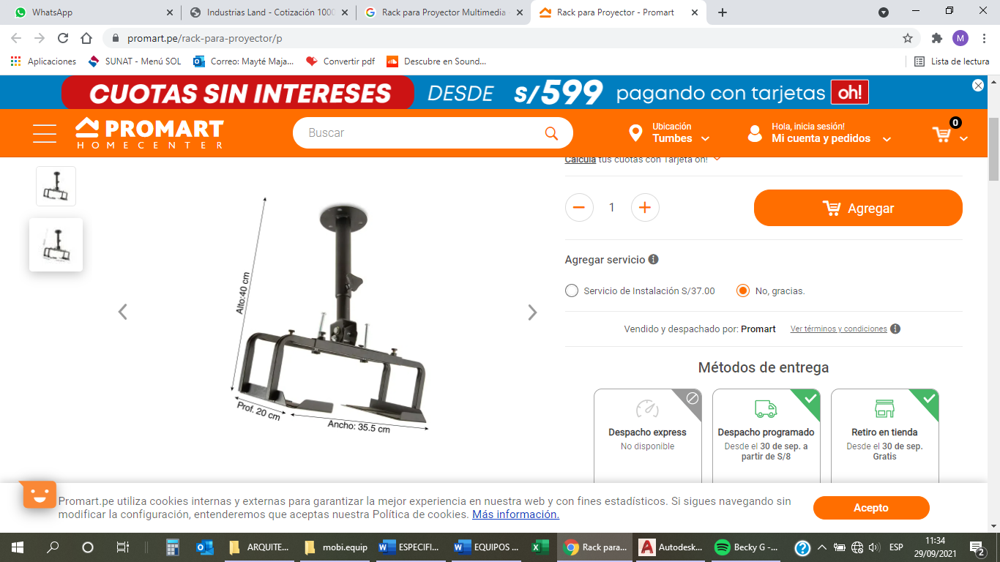 WhatsApp
Industrias Land - Cotización 1000
Rack para Proyector Multimedia
Rack para Proyector - Promart
promart.pe/rack-para-proyector/p
M
Aplicaciones
SUNAT - Menú SOL
Correo: Mayté Maja...
Convertir pdf
Descubre en Sound...
Lista de lectura
CUOTAS SIN INTERESES DESDE S/599 pagando con tarjetas oh!
PROMART
HOMECENTER
Buscar
Ubicación
Tumbes
Hola, inicia sesión!
Mi cuenta y pedidos
0
Calcula tus cuotas con Tarjeta oh!
1
Agregar
Agregar servicio
Servicio de Instalación S/37.00
No, gracias.
Vendido y despachado por: Promart
Ver términos y condiciones
Alto:40 cm
Prof. 20 cm
Ancho: 35.5 cm
Métodos de entrega
Despacho express
No disponible
Despacho programado
Desde el 30 de sep. a
partir de S/8
Retiro en tienda
Desde el 30 de sep.
Gratis
Promart.pe utiliza cookies internas y externas para garantizar la mejor experiencia en nuestra web y con fines estadísticos. Si sigues navegando sin
modificar la configuración, entenderemos que aceptas nuestra Política de cookies. Más información.
Acepto
ARQUITE...
mobi.equip
ESPECIFI...
EQUIPOS ...
Rack para...
Autodesk...
Becky G -...
ESP
11:34
29/09/2021
2